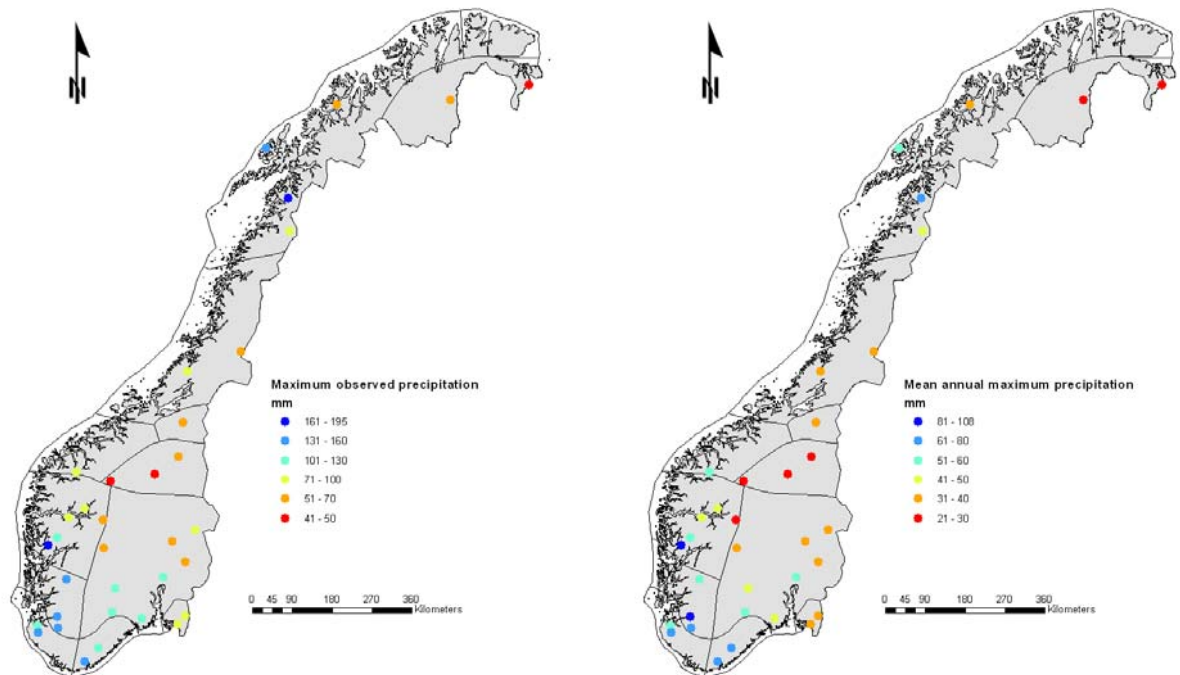 N
Maximum observed precipitation
mm
161 - 195
131 - 160
101 - 130
71 - 100
51 - 70
41 - 50
0 45 90 180 270 360
Kilometers
N
Mean annual maximum precipitation
mm
81 - 108
61 - 80
51 - 60
41 - 50
31 - 40
21 - 30
0 45 90 180 270 360
Kilometers